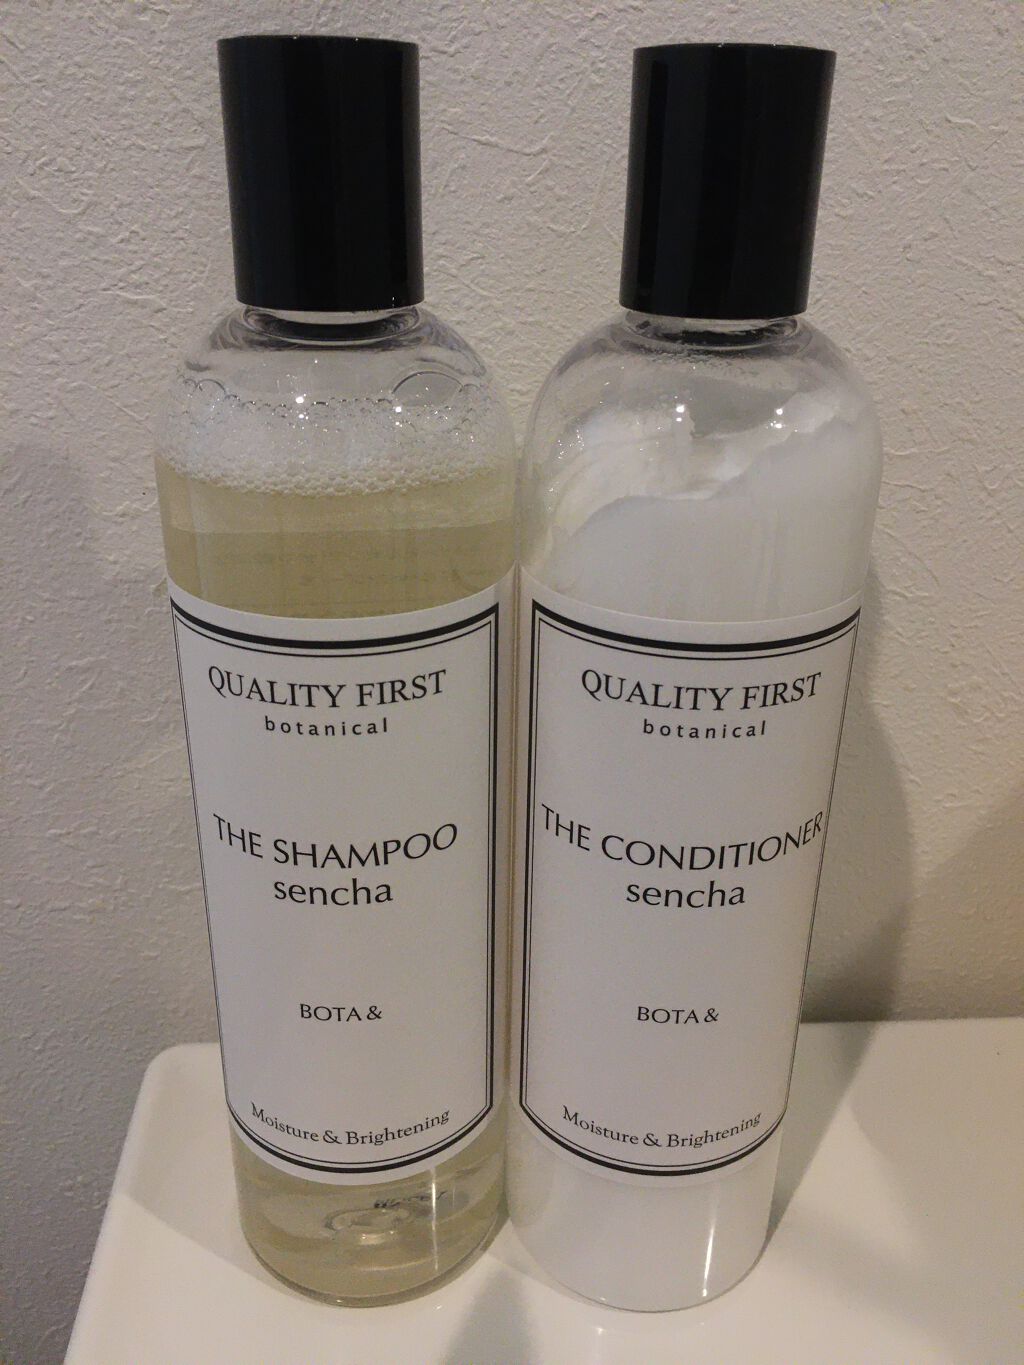 QUALITY FIRST
botanical
THE SHAMPOO
sencha
BOTA &
Moisture & Brightening
QUALITY FIRST
botanical
THE CONDITIONER
sencha
BOTA &
Moisture & Brightening